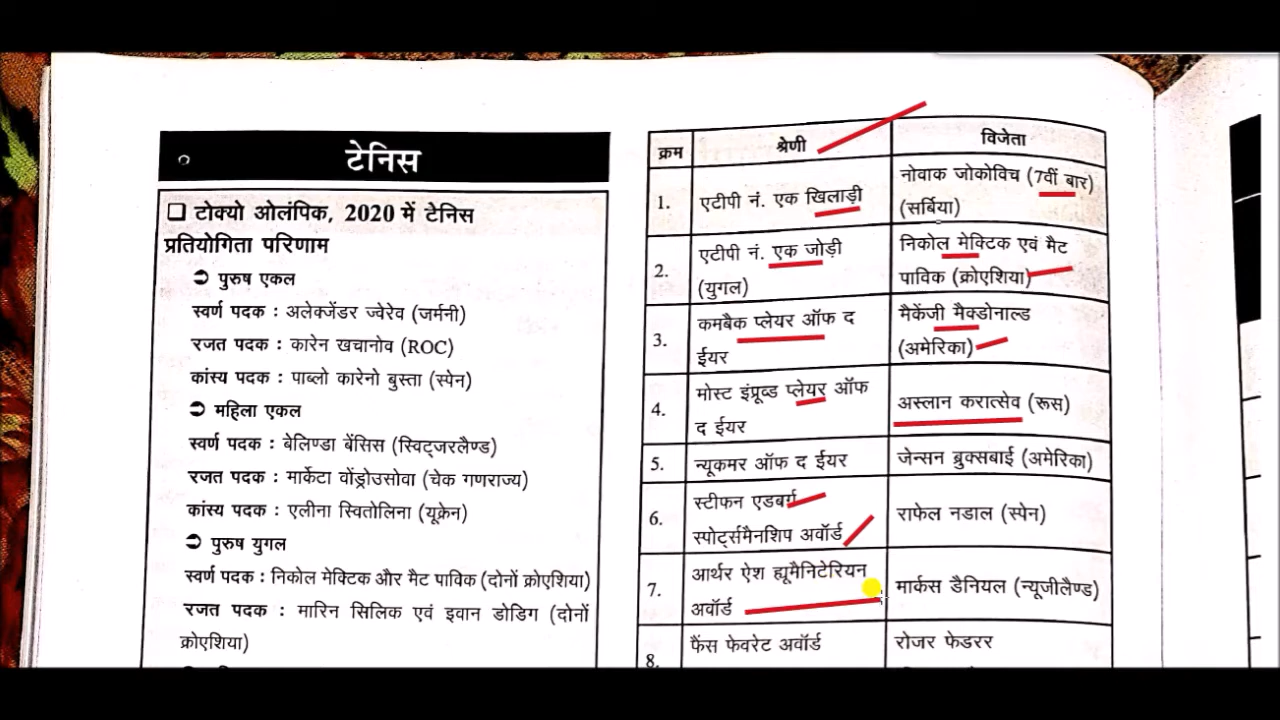 टेनिस
❑ टोक्यो ओलंपिक, 2020 में टेनिस
प्रतियोगिता परिणाम
➲ पुरुष एकल
स्वर्ण पदक : अलेक्जेंडर ज्वेरेव (जर्मनी)
रजत पदक : कारेन खचानोव (ROC)
कांस्य पदक : पाब्लो कारेनो बुस्ता (स्पेन)
➲ महिला एकल
स्वर्ण पदक : बेलिण्डा बेंसिस (स्विट्जरलैण्ड)
रजत पदक : मार्केटा वोंड्रोउसोवा (चेक गणराज्य)
कांस्य पदक : एलीना स्वितोलिना (यूक्रेन)
➲ पुरुष युगल
स्वर्ण पदक : निकोल मेक्टिक और मैट पाविक (दोनों क्रोएशिया)
रजत पदक : मारिन सिलिक एवं इवान डोडिग (दोनों
क्रोएशिया)
क्रम श्रेणी विजेता
1. एटीपी नं. एक खिलाड़ी नोवाक जोकोविच (7वीं बार)
(सर्बिया)
2. एटीपी नं. एक जोड़ी निकोल मेक्टिक एवं मैट
(युगल) पाविक (क्रोएशिया)
3. कमबैक प्लेयर ऑफ द मैकेंजी मैक्डोनाल्ड
ईयर (अमेरिका)
4. मोस्ट इंप्रूव्ड प्लेयर ऑफ अस्लान करात्सेव (रूस)
द ईयर
5. न्यूकमर ऑफ द ईयर जेन्सन ब्रुक्सबाई (अमेरिका)
6. स्टीफन एडबर्ग राफेल नडाल (स्पेन)
स्पोर्ट्समैनशिप अवॉर्ड
7. आर्थर ऐश ह्यूमैनिटेरियन मार्कस डैनियल (न्यूजीलैण्ड)
अवॉर्ड
8. फैंस फेवरेट अवॉर्ड रोजर फेडरर